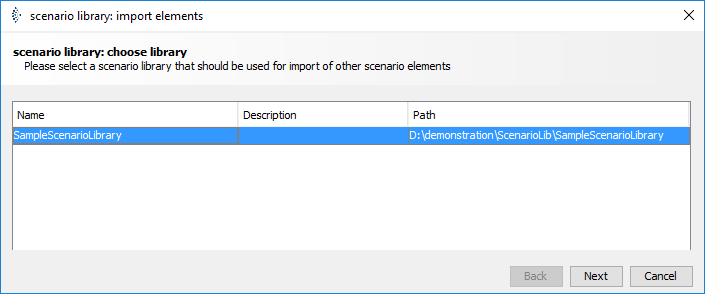 scenario library: import elements
scenario library: choose library
Please select a scenario library that should be used for import of other scenario elements
Name Description Path
SampleScenarioLibrary D:\demonstration\ScenarioLib\SampleScenarioLibrary
Back Next Cancel